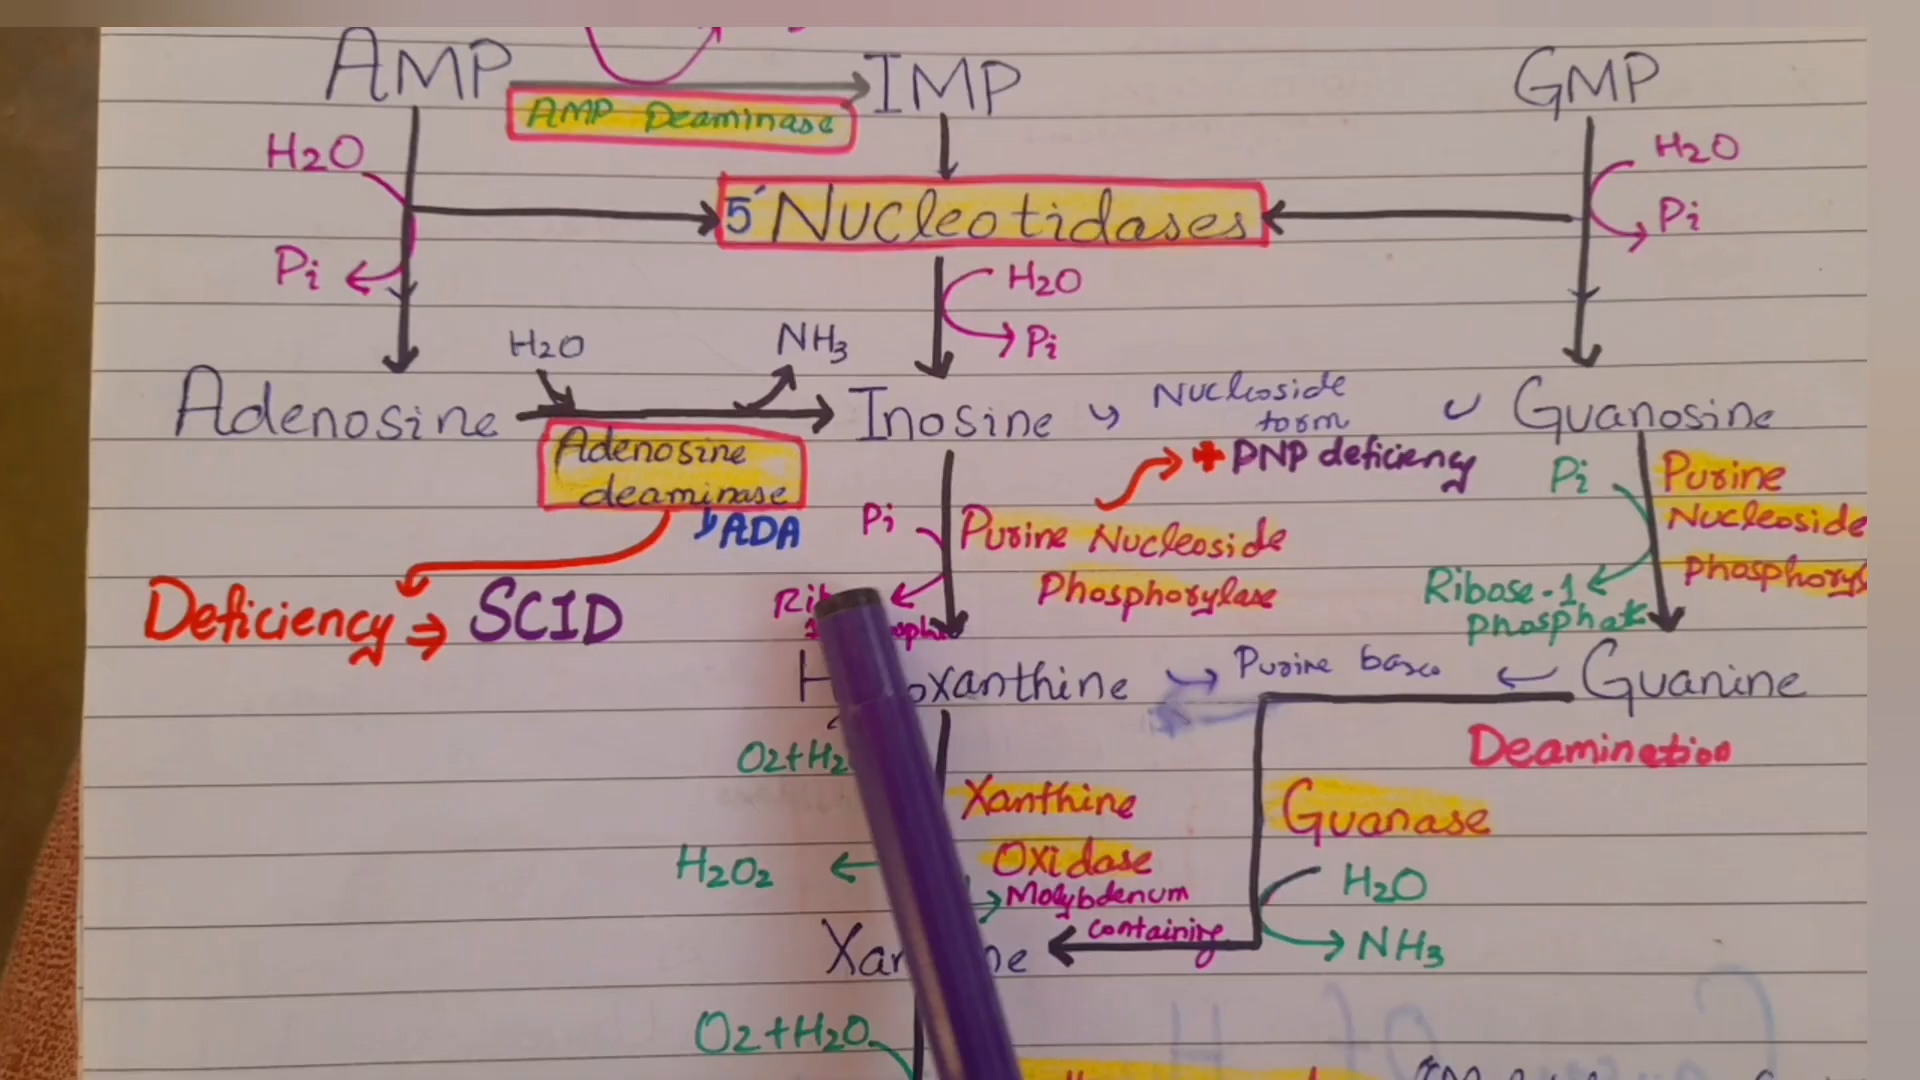 AMP
IMP
GMP
AMP Deaminase
H2O
H2O
Pi
Pi
5' Nucleotidases
H2O
Pi
H2O
NH3
Adenosine
Inosine
Nucleoside
form
Guanosine
Adenosine
deaminase
PNP deficiency
ADA
Pi
Purine Nucleoside
Phosphorylase
Pi
Purine
Nucleoside
Ribose-1
Deficiency ⇒ SCID
oxanthine
Purine bases
Guanine
Deamination
Xanthine
Oxidase
Molybdenum
containing
Guanase
H2O
NH3
H2O2
O2+H2O